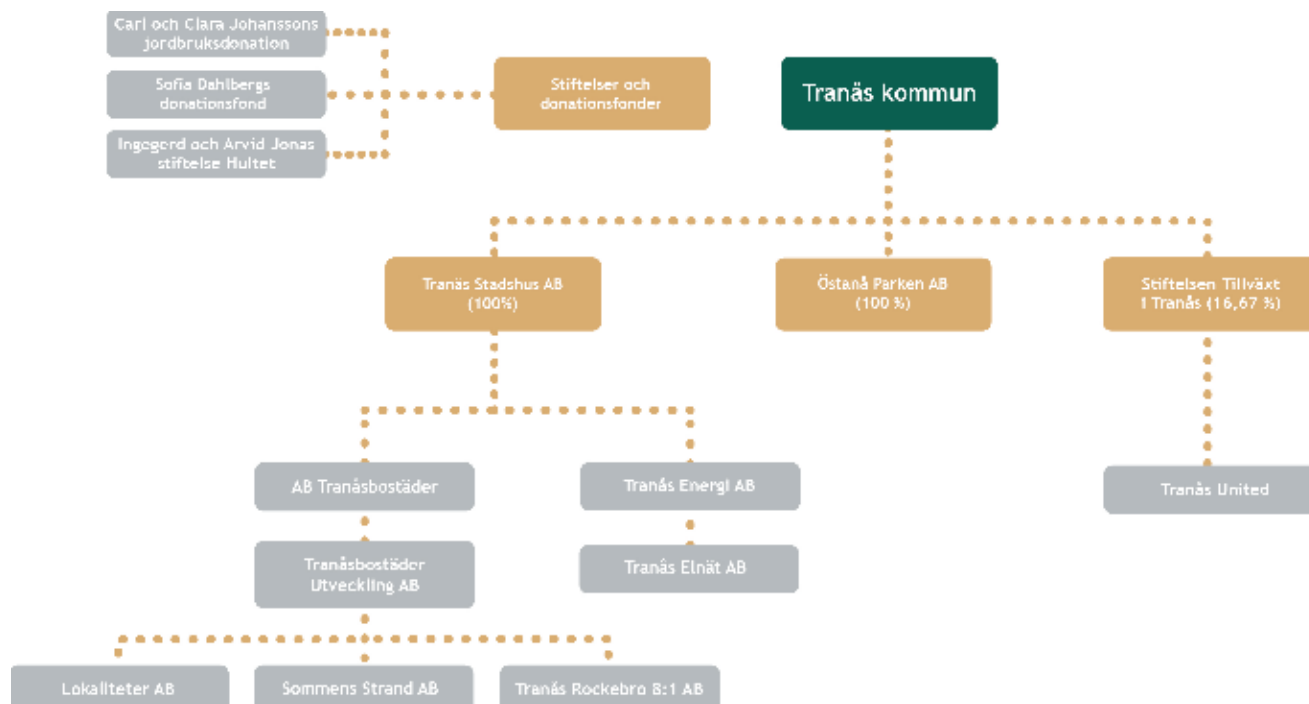 Carl och Clara Johanssons
jordbruksdonation
Sofia Dahlbergs
donationsfond
Ingegerd och Arvid Jonas
stiftelse Hultet
Stiftelser och
donationsfonder
Tranås kommun
Tranås Stadshus AB
(100%)
Östanå Parken AB
(100 %)
Stiftelsen Tillväxt
i Tranås (16,67 %)
AB Tranåsbostäder
Tranås Energi AB
Tranås United
Tranåsbostäder
Utveckling AB
Tranås Elnät AB
Lokaliteter AB
Sommens Strand AB
Tranås Rockebro 8:1 AB